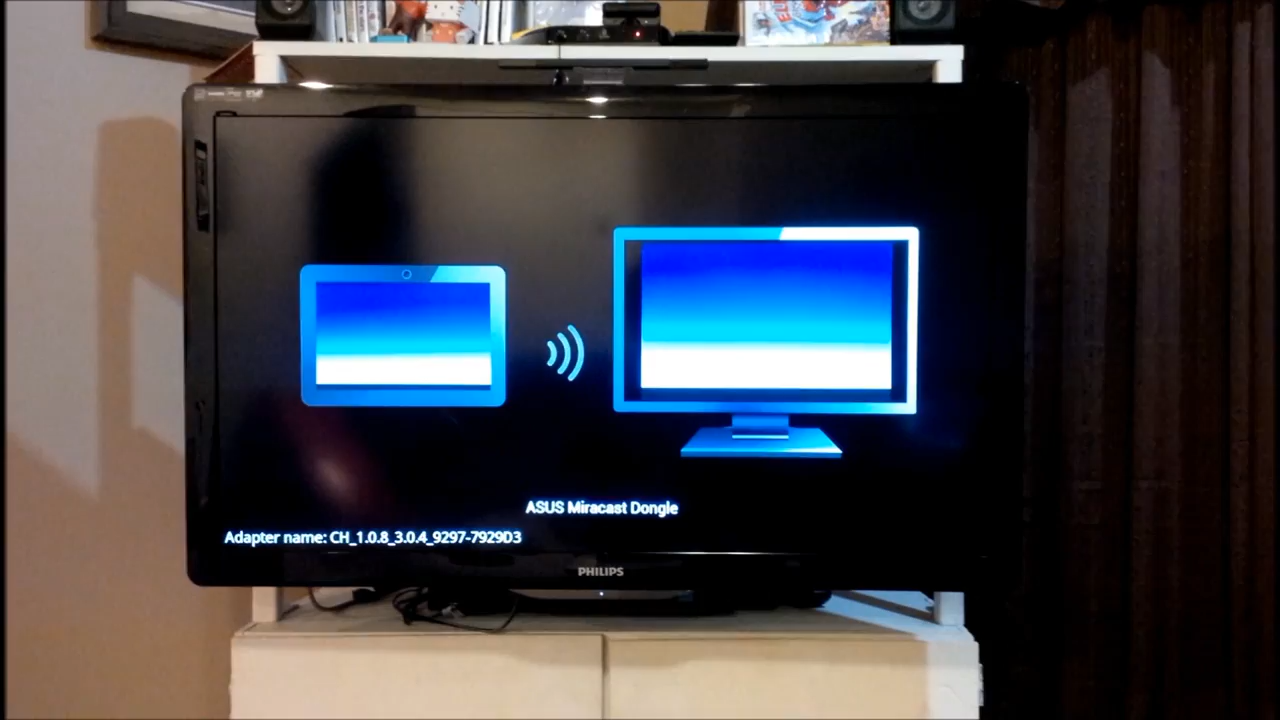 ASUS Miracast Dongle
Adapter name: CH_1.0.8_3.0.4_9297-7929D3
PHILIPS